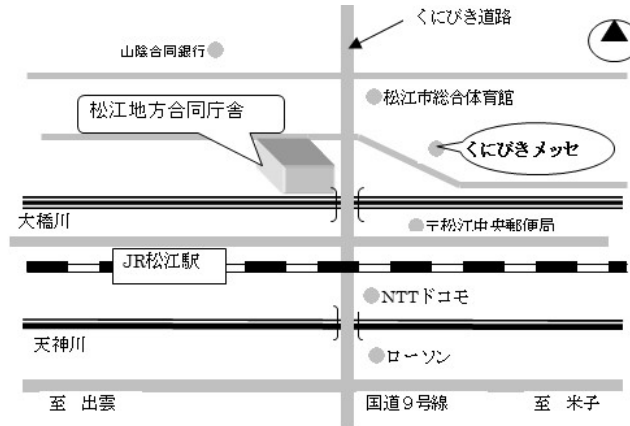 くにびき道路
山陰合同銀行
松江市総合体育館
松江地方合同庁舎
くにびきメッセ
大橋川
〒松江中央郵便局
JR松江駅
NTTドコモ
天神川
ローソン
至 出雲
国道9号線
至 米子